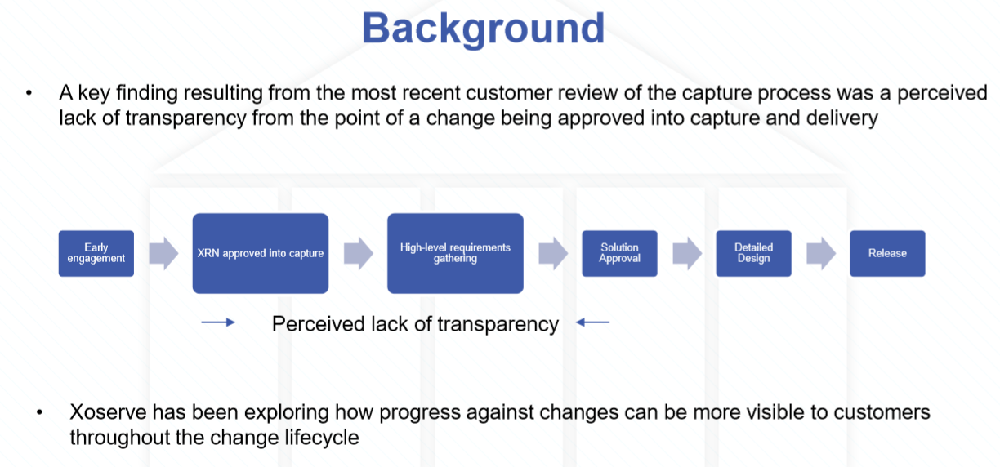 Background
• A key finding resulting from the most recent customer review of the capture process was a perceived
lack of transparency from the point of a change being approved into capture and delivery
Early
engagement
XRN approved into capture
High-level requirements
gathering
Solution
Approval
Detailed
Design
Release
Perceived lack of transparency
• Xoserve has been exploring how progress against changes can be more visible to customers
throughout the change lifecycle